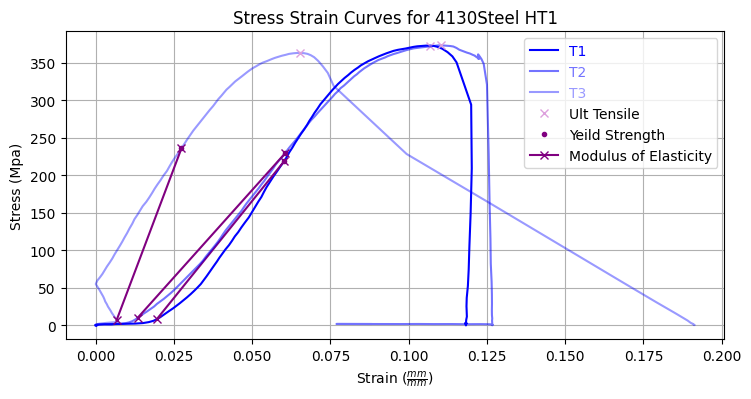 Stress Strain Curves for 4130Steel HT1
Stress (Mpa)
350
300
250
200
150
100
50
0
T1
T2
T3
Ult Tensile
Yeild Strength
Modulus of Elasticity
0.000 0.025 0.050 0.075 0.100 0.125 0.150 0.175 0.200
Strain (mm/mm)